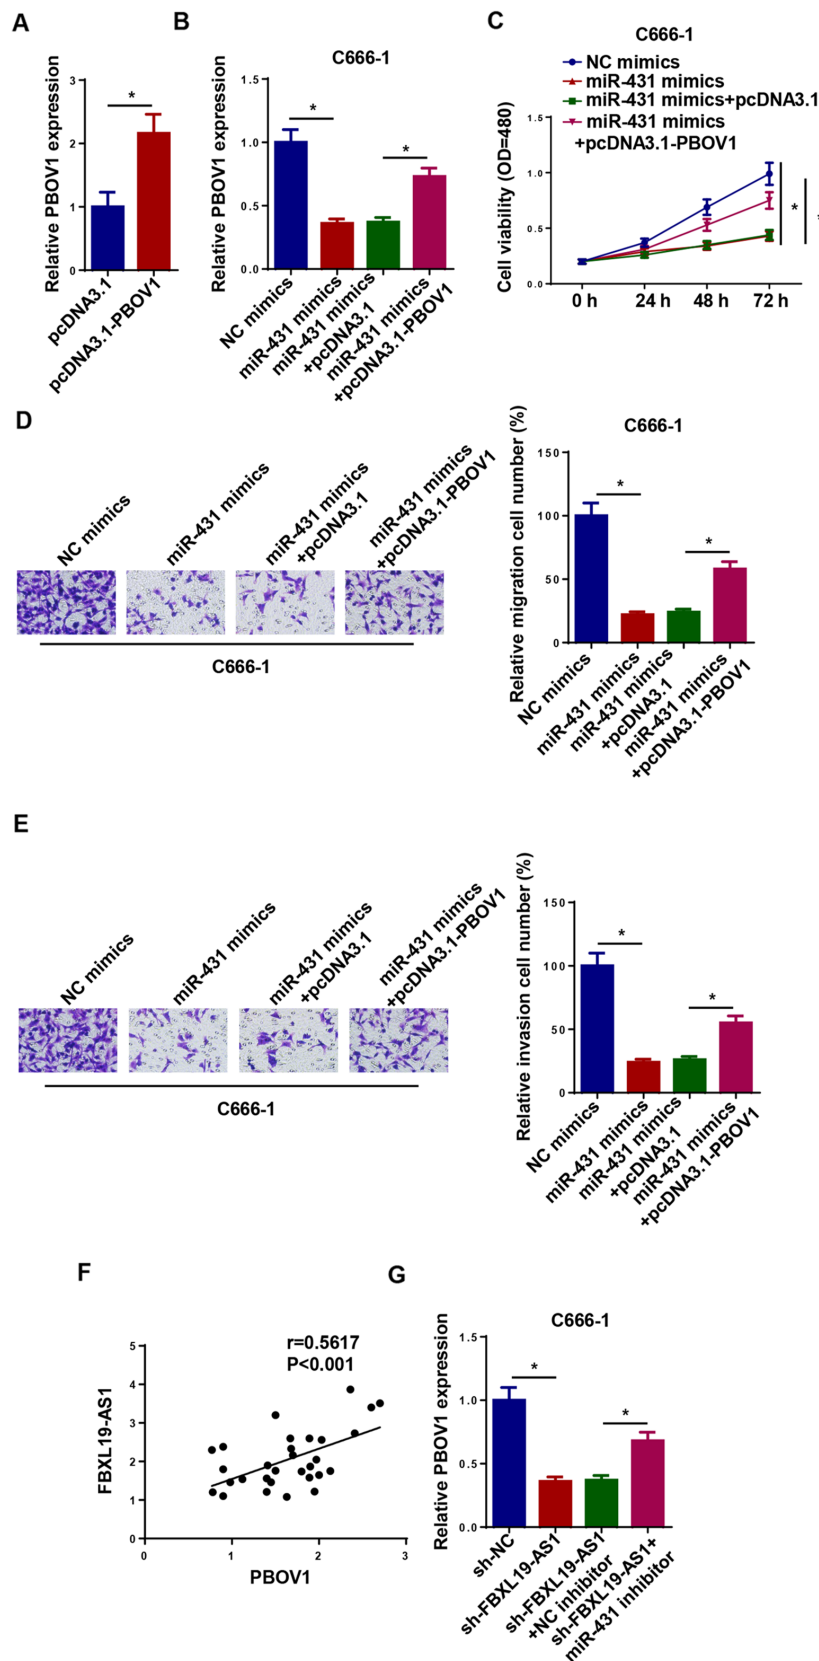 A
Relative PBOV1 expression
3
2
1
0
*
pcDNA3.1
pcDNA3.1-PBOV1
B
C666-1
Relative PBOV1 expression
1.5
1.0
0.5
0.0
*
*
NC mimics
miR-431 mimics
miR-431 mimics
+pcDNA3.1
miR-431 mimics
+pcDNA3.1-PBOV1
C
C666-1
NC mimics
miR-431 mimics
miR-431 mimics+pcDNA3.1
miR-431 mimics
+pcDNA3.1-PBOV1
Cell viability (OD=480)
1.5
1.0
0.5
0.0
0 h
24 h
48 h
72 h
*
*
D
NC mimics
miR-431 mimics
miR-431 mimics
+pcDNA3.1
miR-431 mimics
+pcDNA3.1-PBOV1
C666-1
C666-1
Relative migration cell number (%)
150
100
50
0
*
*
NC mimics
miR-431 mimics
miR-431 mimics
+pcDNA3.1
miR-431 mimics
+pcDNA3.1-PBOV1
E
NC mimics
miR-431 mimics
miR-431 mimics
+pcDNA3.1
miR-431 mimics
+pcDNA3.1-PBOV1
C666-1
Relative invasion cell number (%)
150
100
50
0
*
*
NC mimics
miR-431 mimics
miR-431 mimics
+pcDNA3.1
miR-431 mimics
+pcDNA3.1-PBOV1
F
r=0.5617
P<0.001
FBXL19-AS1
5
4
3
2
1
0
0
1
2
3
PBOV1
G
C666-1
Relative PBOV1 expression
1.5
1.0
0.5
0.0
*
*
sh-NC
sh-FBXL19-AS1
sh-FBXL19-AS1
+NC inhibitor
sh-FBXL19-AS1+
miR-431 inhibitor